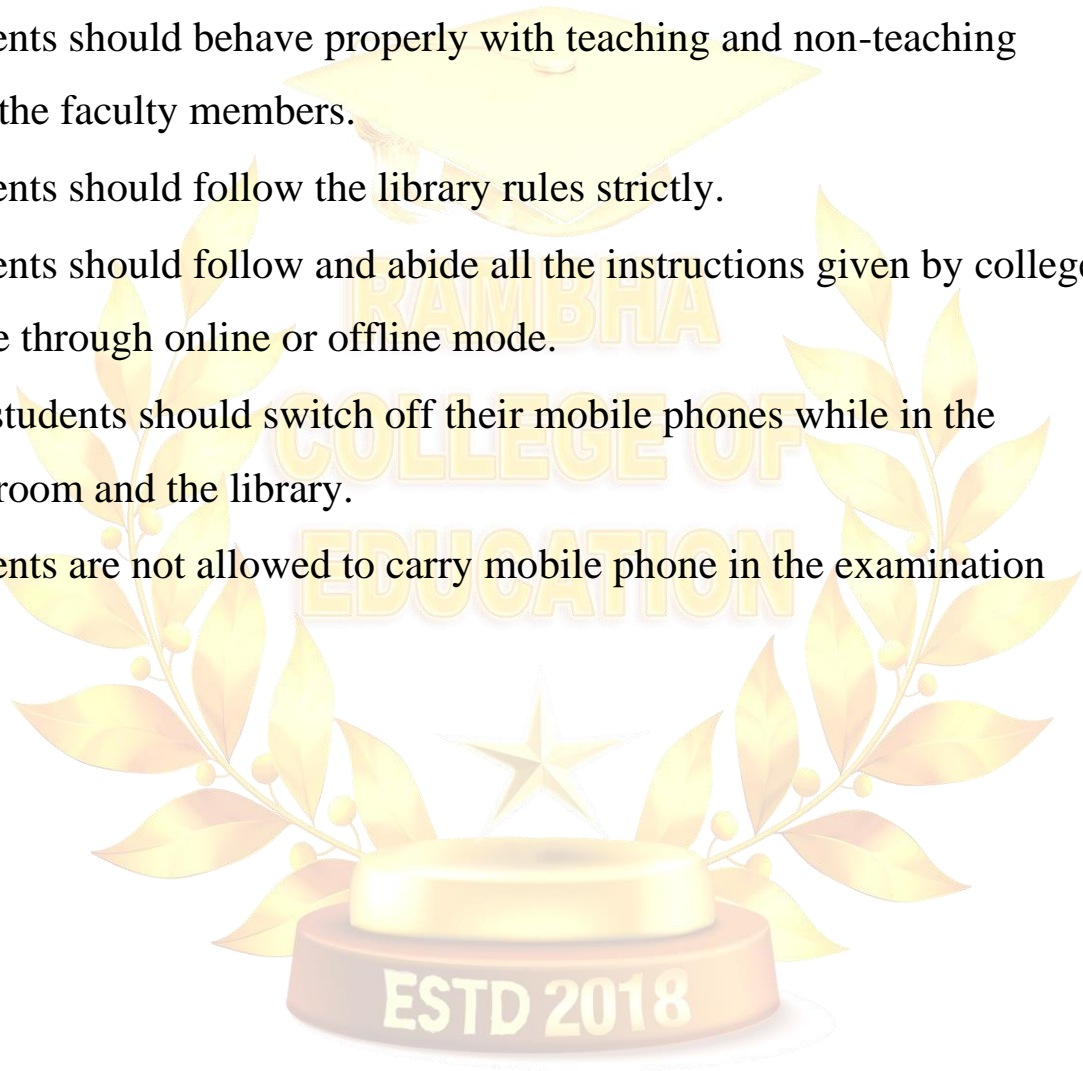 ents should behave properly with teaching and non-teaching
the faculty members.
ents should follow the library rules strictly.
ents should follow and abide all the instructions given by college
e through online or offline mode.
students should switch off their mobile phones while in the
room and the library.
ents are not allowed to carry mobile phone in the examination
RAMBHA
COLLEGE OF
EDUCATION
ESTD 2018